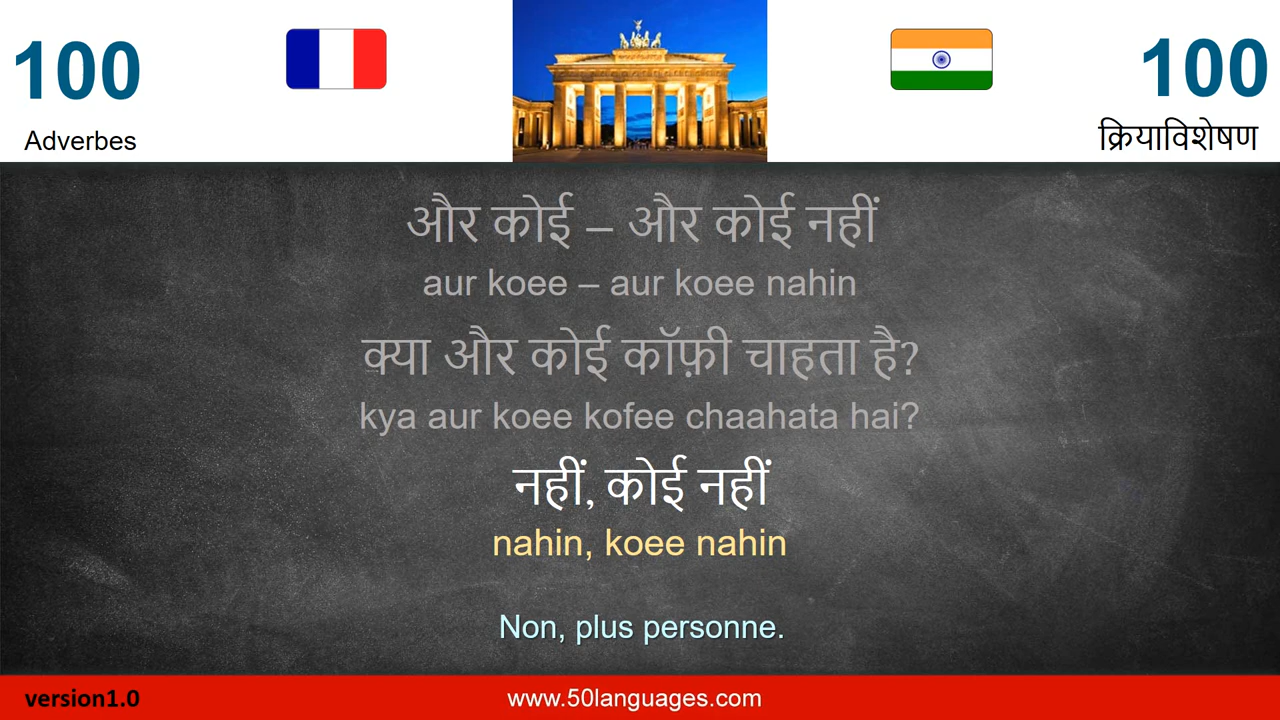 100
100
Adverbes
क्रियाविशेषण
और कोई – और कोई नहीं
aur koee – aur koee nahin
क्या और कोई कॉफ़ी चाहता है?
kya aur koee kofee chaahata hai?
नहीं, कोई नहीं
nahin, koee nahin
Non, plus personne.
version1.0
www.50languages.com